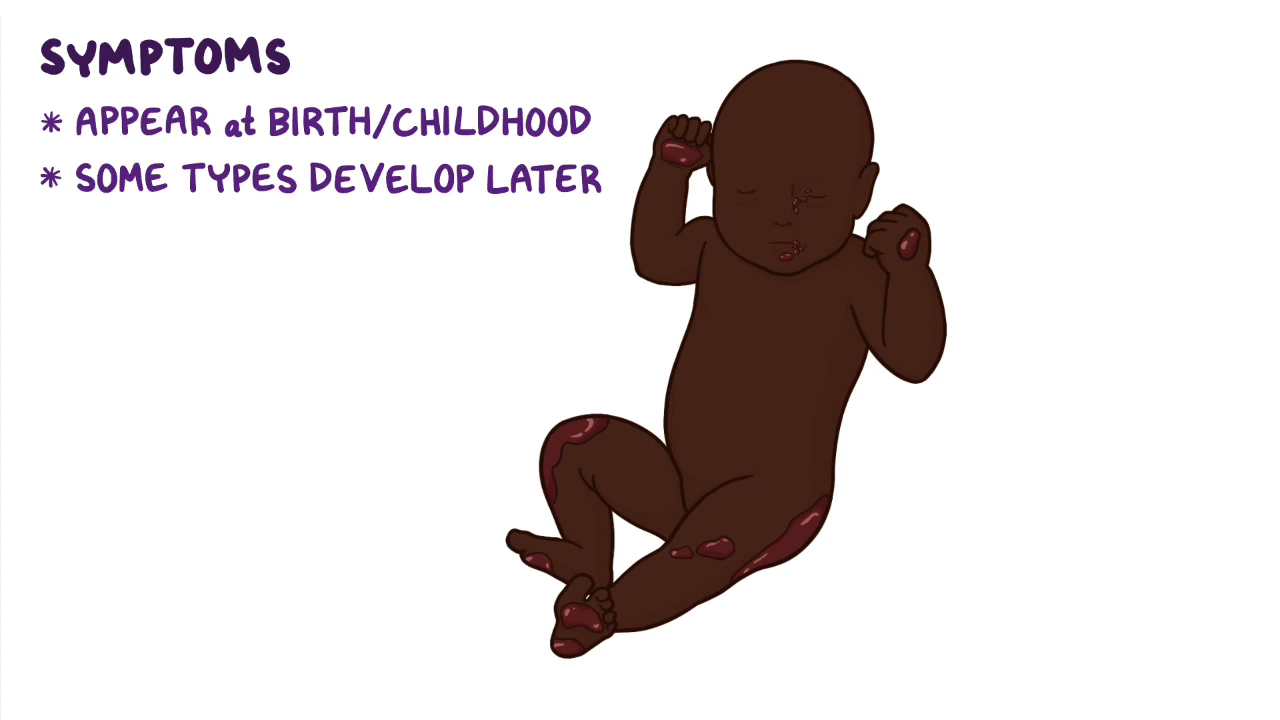 SYMPTOMS
* APPEAR at BIRTH/CHILDHOOD
* SOME TYPES DEVELOP LATER